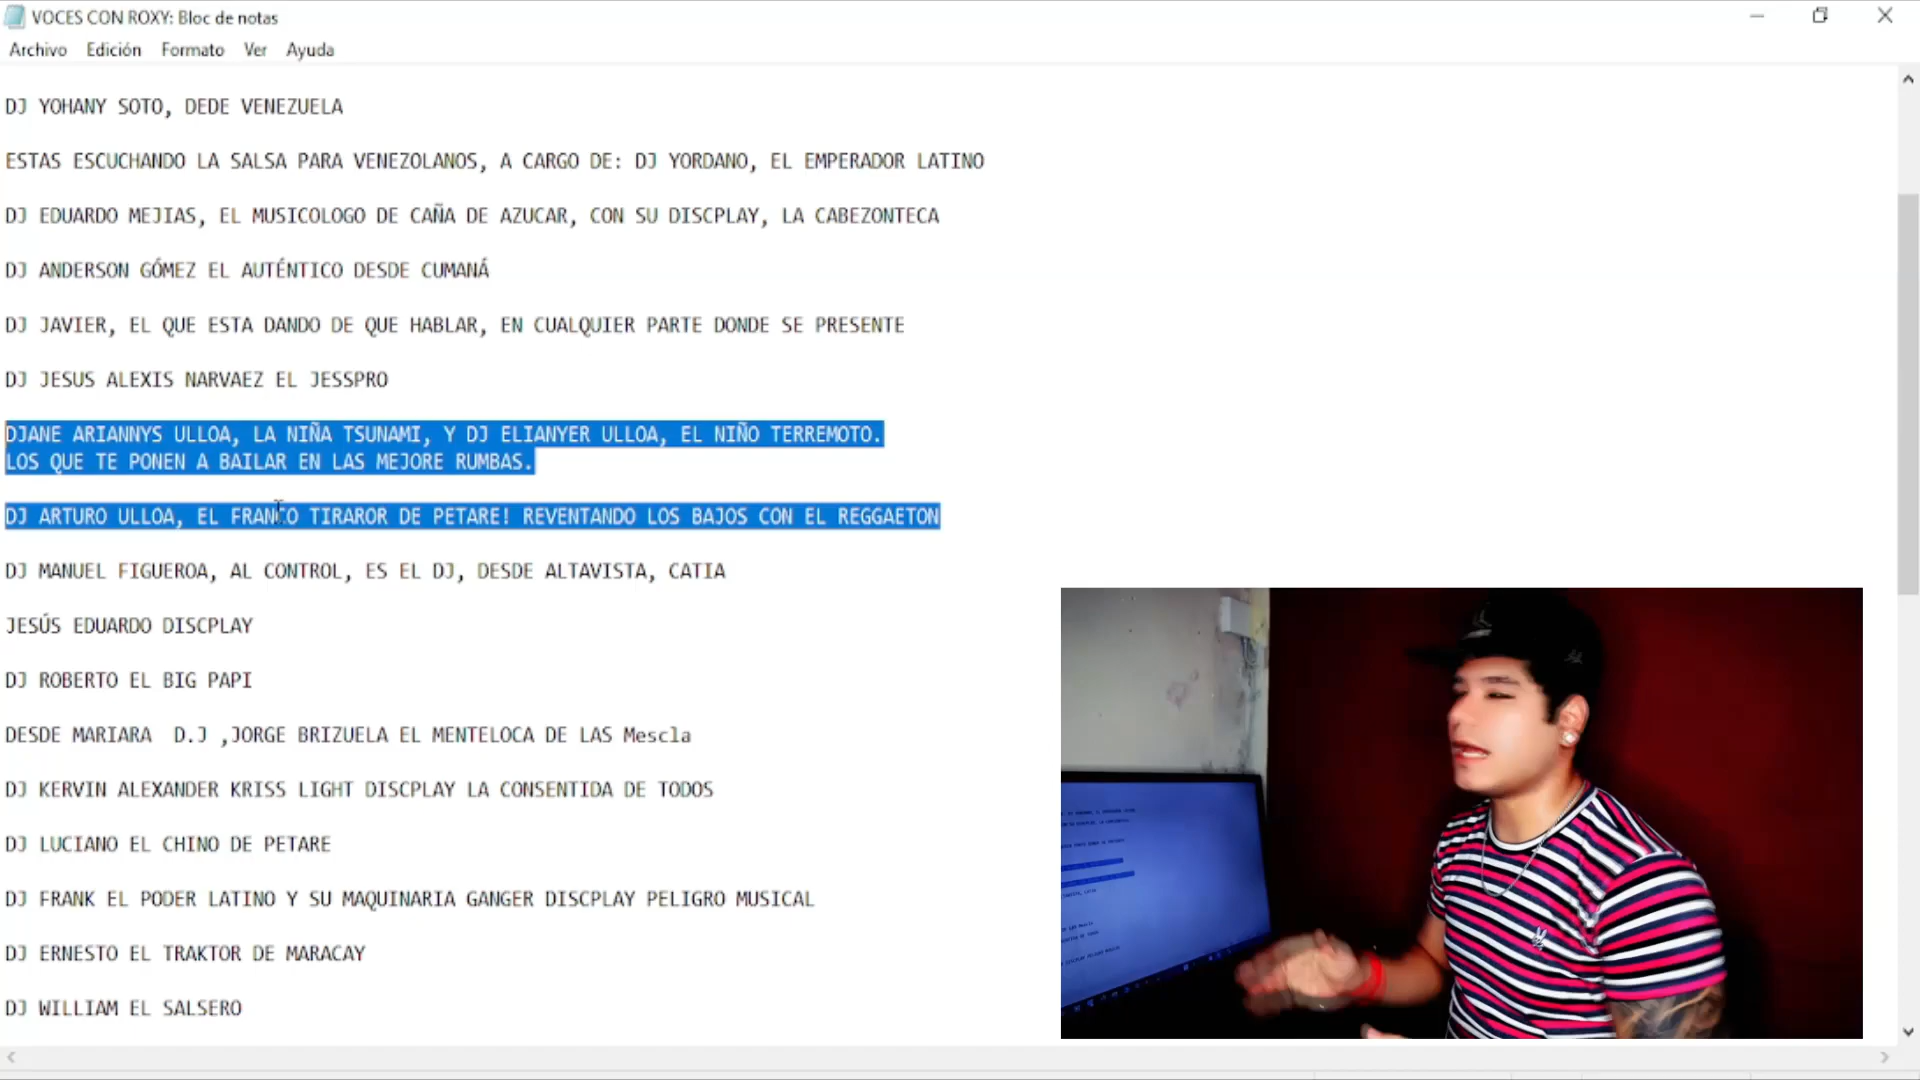 VOCES CON ROXY: Bloc de notas
Archivo Edición Formato Ver Ayuda
DJ YOHANY SOTO, DEDE VENEZUELA
ESTAS ESCUCHANDO LA SALSA PARA VENEZOLANOS, A CARGO DE: DJ YORDANO, EL EMPERADOR LATINO
DJ EDUARDO MEJIAS, EL MUSICOLOGO DE CAÑA DE AZUCAR, CON SU DISCPLAY, LA CABEZONTECA
DJ ANDERSON GÓMEZ EL AUTÉNTICO DESDE CUMANÁ
DJ JAVIER, EL QUE ESTA DANDO DE QUE HABLAR, EN CUALQUIER PARTE DONDE SE PRESENTE
DJ JESUS ALEXIS NARVAEZ EL JESSPRO
DJANE ARIANNYS ULLOA, LA NIÑA TSUNAMI, Y DJ ELIANYER ULLOA, EL NIÑO TERREMOTO.
LOS QUE TE PONEN A BAILAR EN LAS MEJORE RUMBAS.
DJ ARTURO ULLOA, EL FRANCO TIRAROR DE PETARE! REVENTANDO LOS BAJOS CON EL REGGAETON
DJ MANUEL FIGUEROA, AL CONTROL, ES EL DJ, DESDE ALTAVISTA, CATIA
JESÚS EDUARDO DISCPLAY
DJ ROBERTO EL BIG PAPI
DESDE MARIARA  D.J ,JORGE BRIZUELA EL MENTELOCA DE LAS Mescla
DJ KERVIN ALEXANDER KRISS LIGHT DISCPLAY LA CONSENTIDA DE TODOS
DJ LUCIANO EL CHINO DE PETARE
DJ FRANK EL PODER LATINO Y SU MAQUINARIA GANGER DISCPLAY PELIGRO MUSICAL
DJ ERNESTO EL TRAKTOR DE MARACAY
DJ WILLIAM EL SALSERO